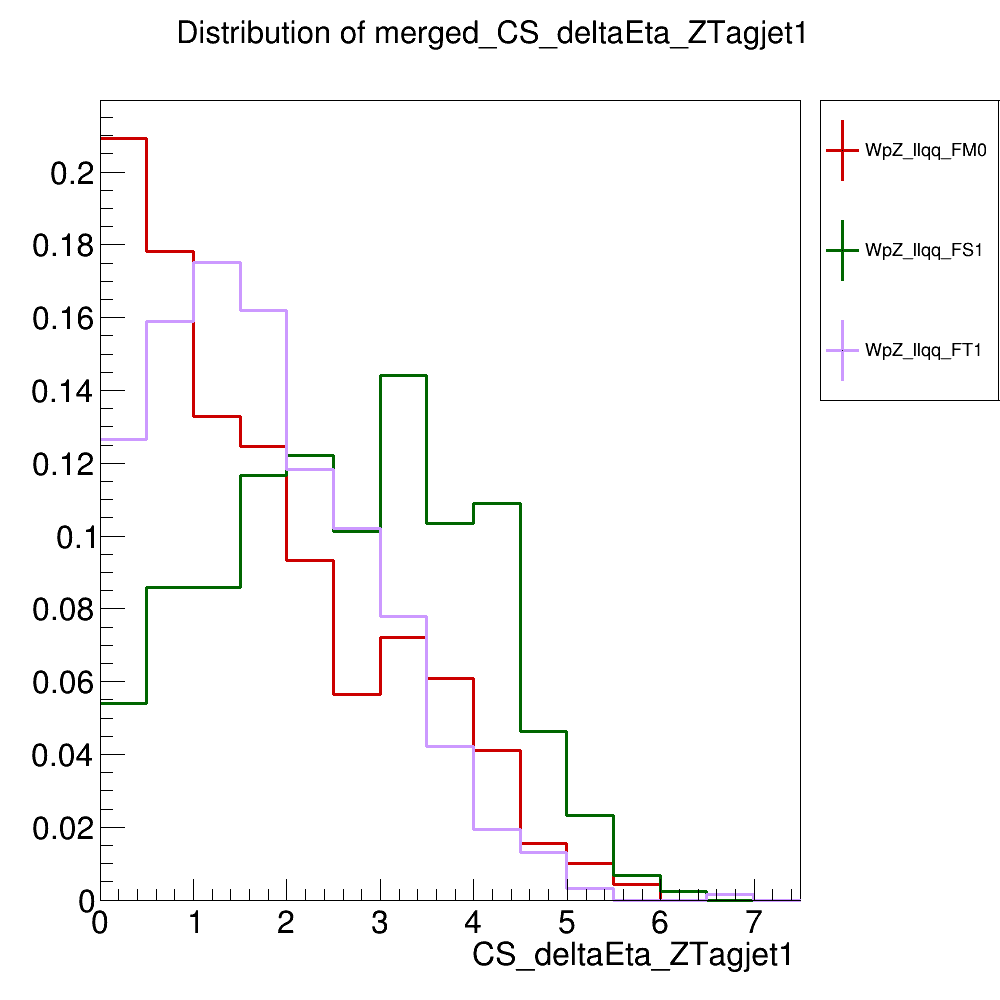 Distribution of merged_CS_deltaEta_ZTagjet1
WpZ_llqq_FM0
WpZ_llqq_FS1
WpZ_llqq_FT1
0.2
0.18
0.16
0.14
0.12
0.1
0.08
0.06
0.04
0.02
0
0 1 2 3 4 5 6 7
CS_deltaEta_ZTagjet1